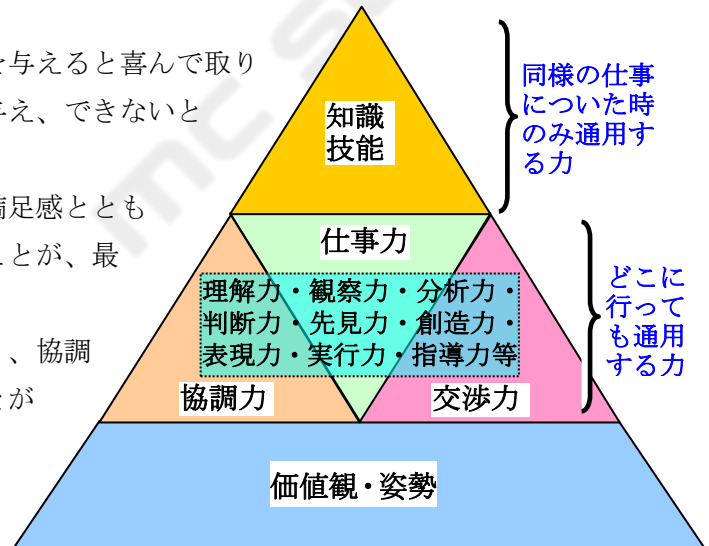 を与えると喜んで取り
与え、できないと
満足感ととも
ことが、最
、協調
とが
知識
技能
同様の仕事
についた時
のみ通用す
る力
仕事力
理解力・観察力・分析力・
判断力・先見力・創造力・
表現力・実行力・指導力等
協調力
交渉力
どこに
行って
も通用
する力
価値観・姿勢